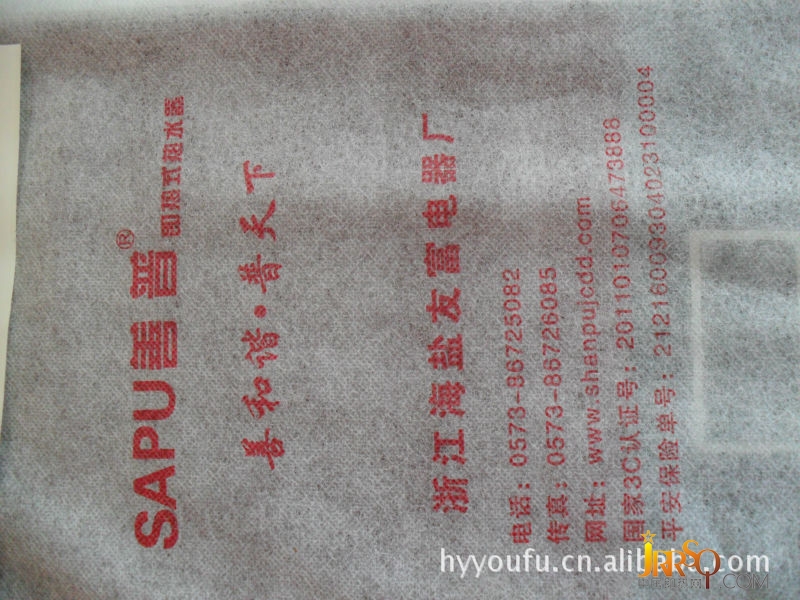 SAPU善普® 即热式热水器
善和谐·普天下
浙江海盐友富电器厂
电话：0573-86725082
传真：0573-86726085
网址：www.shanpujcdd.com
国家3C认证号：2011010706473888
平安保险单号：21216009304023100004
hyyoufu.cn.alibaba.com